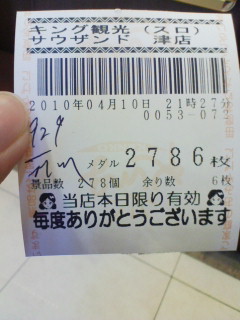 キング観光（スロ）
サウザンド 津店
2010年04月10日 21時27分
0053-072
929
メダル 2786枚
景品数 278個 余り数 6枚
当店本日限り有効
毎度ありがとうございます